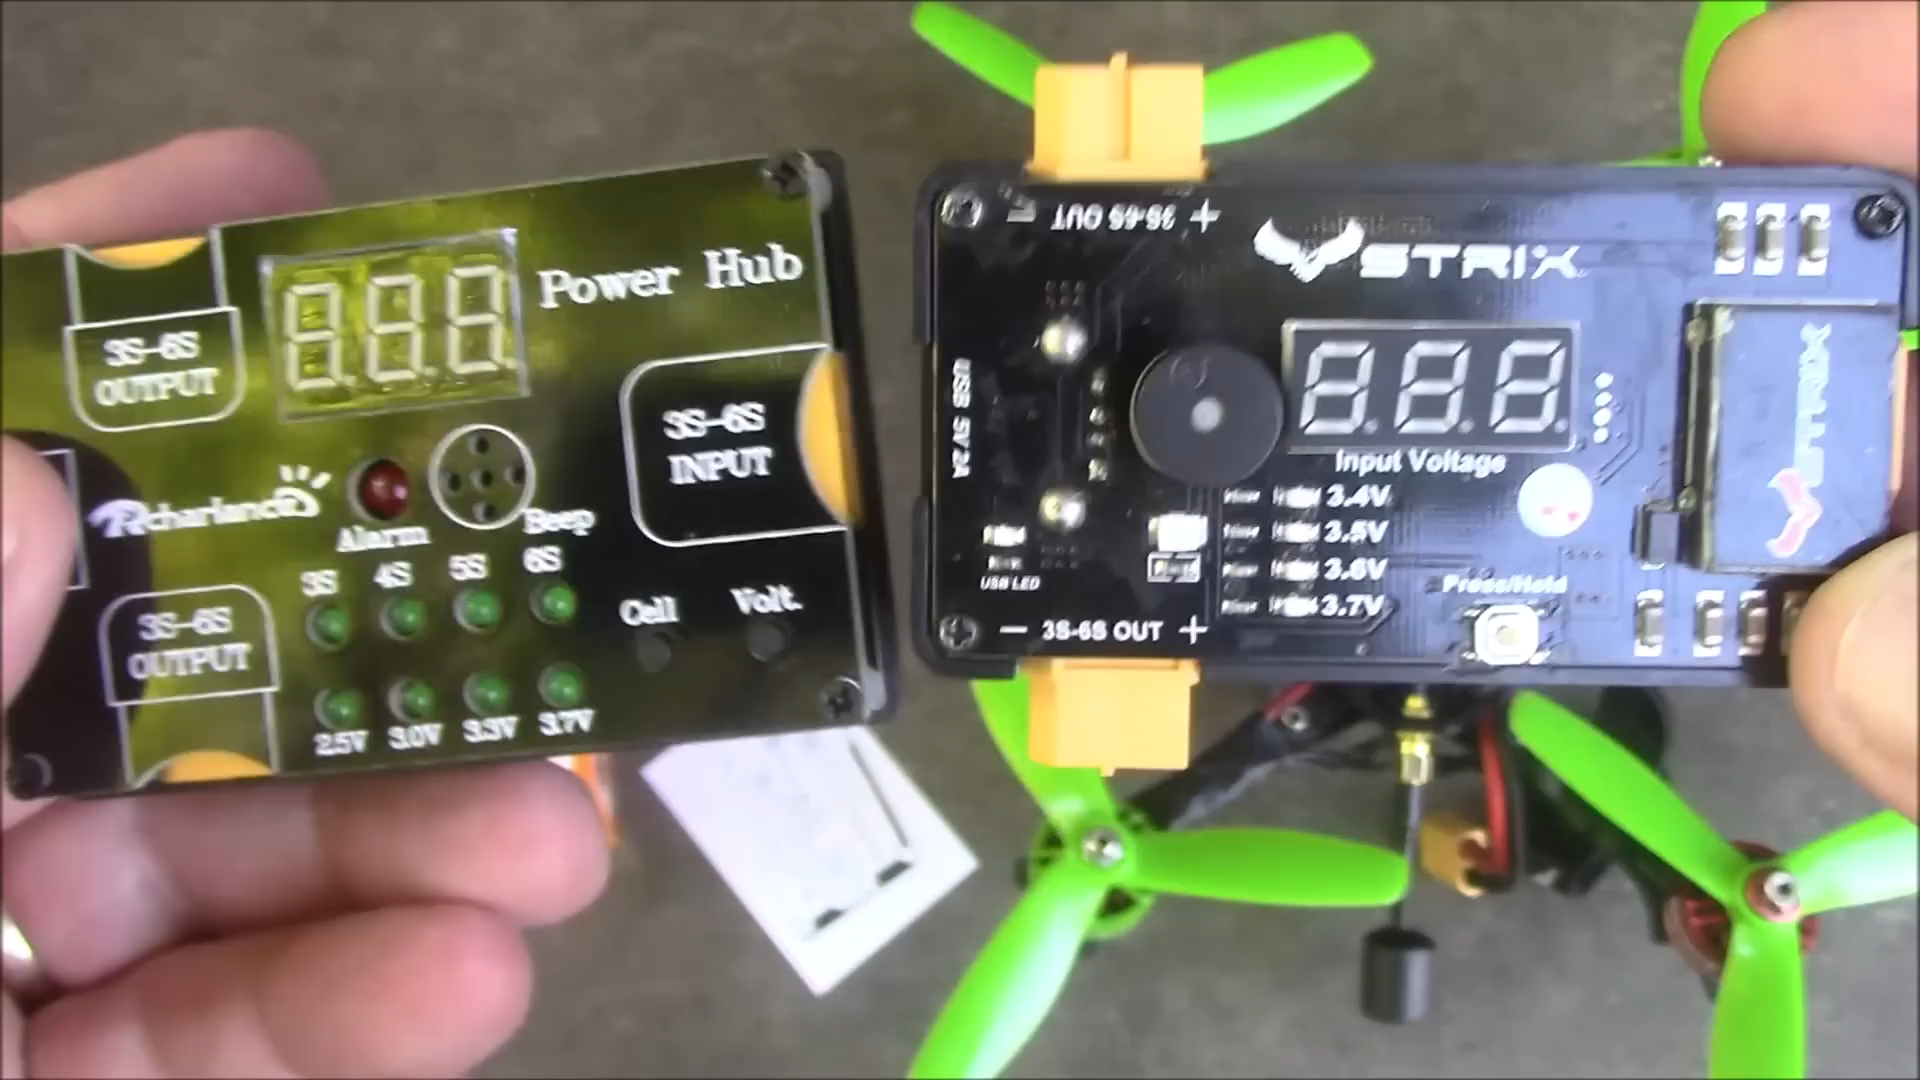 Power Hub
3S-6S
OUTPUT
3S-6S
INPUT
Alarm
Beep
3S 4S 5S 6S
Cell Volt.
3S-6S
OUTPUT
2.5V 3.0V 3.3V 3.7V
− 3S-6S OUT +
STRIX
STRIX
USB 5V 2A
Input Voltage
3.4V
3.5V
3.6V
3.7V
Press/Hold
USB LED
− 3S-6S OUT +